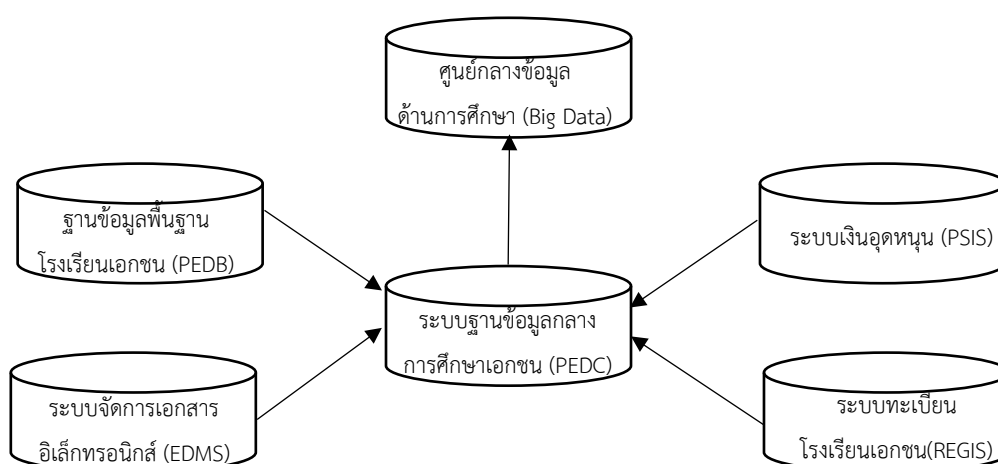 ศูนย์กลางข้อมูล
ด้านการศึกษา (Big Data)
ฐานข้อมูลพื้นฐาน
โรงเรียนเอกชน (PEDB)
ระบบเงินอุดหนุน (PSIS)
ระบบฐานข้อมูลกลาง
การศึกษาเอกชน (PEDC)
ระบบจัดการเอกสาร
อิเล็กทรอนิกส์ (EDMS)
ระบบทะเบียน
โรงเรียนเอกชน(REGIS)